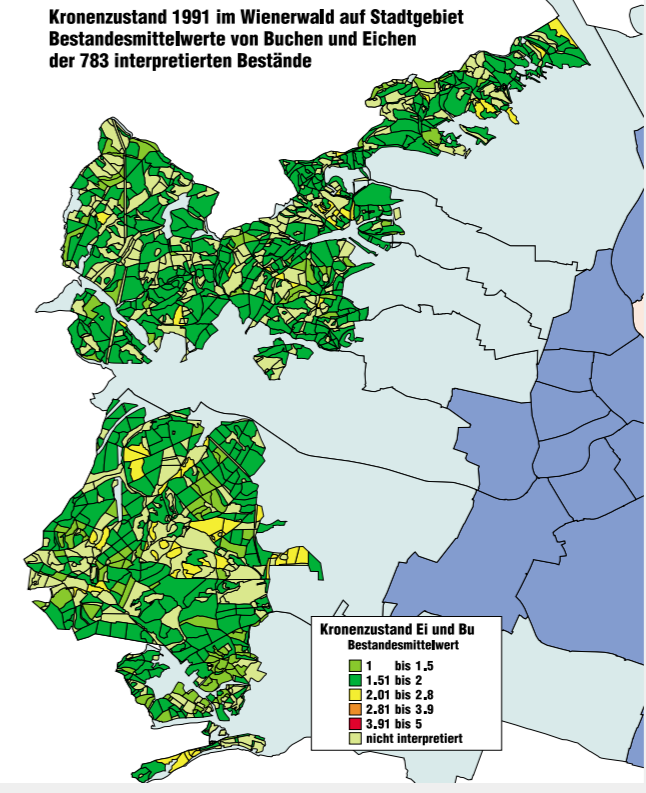 Kronenzustand 1991 im Wienerwald auf Stadtgebiet
Bestandesmittelwerte von Buchen und Eichen
der 783 interpretierten Bestände
Kronenzustand Ei und Bu
Bestandesmittelwert
1 bis 1.5
1.51 bis 2
2.01 bis 2.8
2.81 bis 3.9
3.91 bis 5
nicht interpretiert